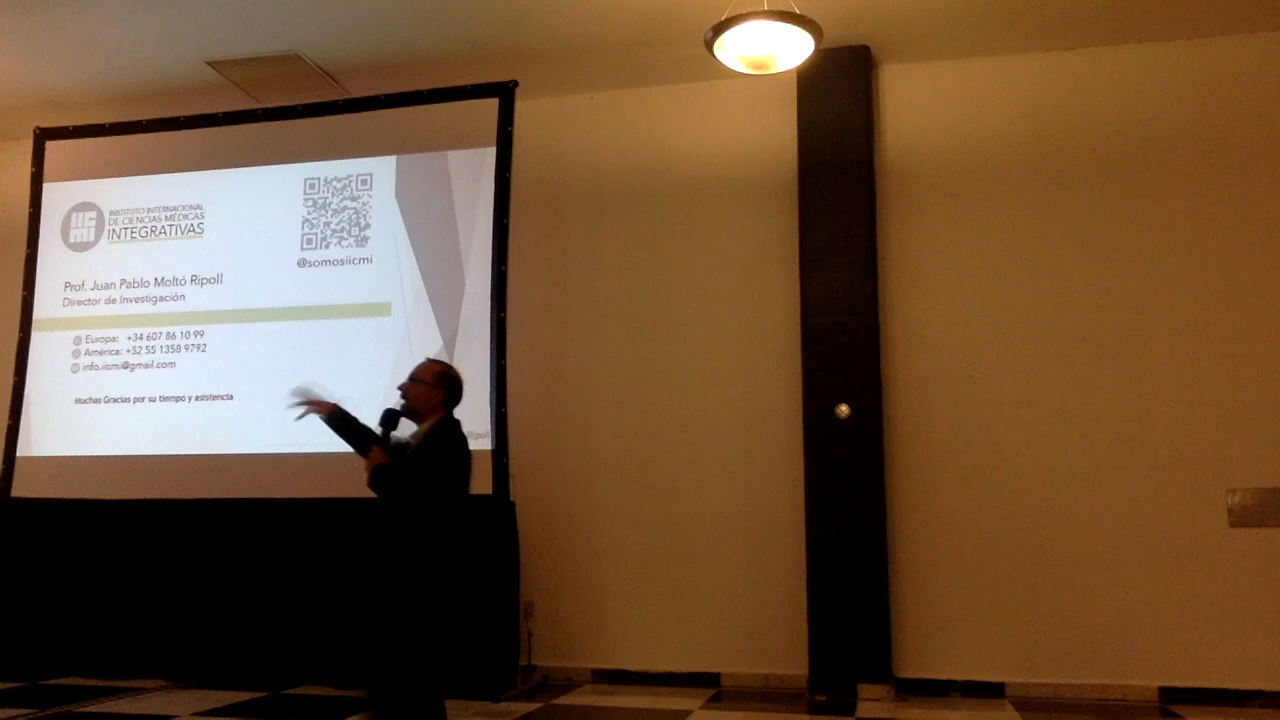 IICMI
INSTITUTO INTERNACIONAL
DE CIENCIAS MÉDICAS
INTEGRATIVAS
@somosiicmi
Prof. Juan Pablo Moltó Ripoll
Director de Investigación
Europa: +34 607 86 10 99
América: +52 55 1358 9792
info.iicmi@gmail.com
Muchas Gracias por su tiempo y asistencia
Ripoll